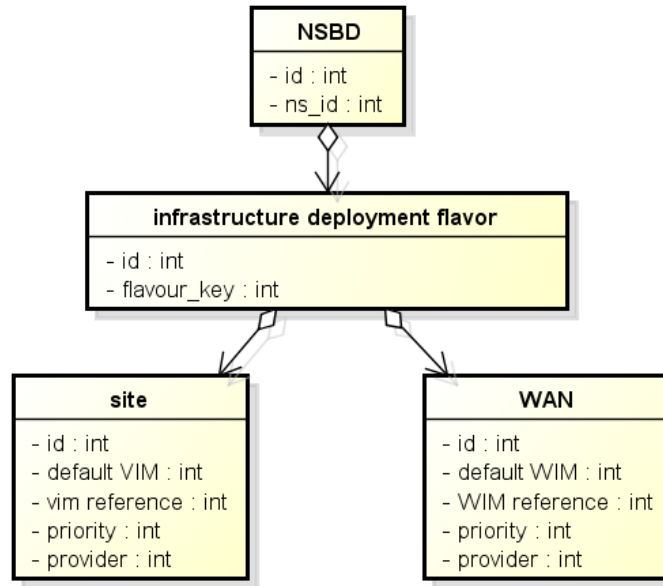 NSBD
- id : int
- ns_id : int
infrastructure deployment flavor
- id : int
- flavour_key : int
site
- id : int
- default VIM : int
- vim reference : int
- priority : int
- provider : int
WAN
- id : int
- default WIM : int
- WIM reference : int
- priority : int
- provider : int